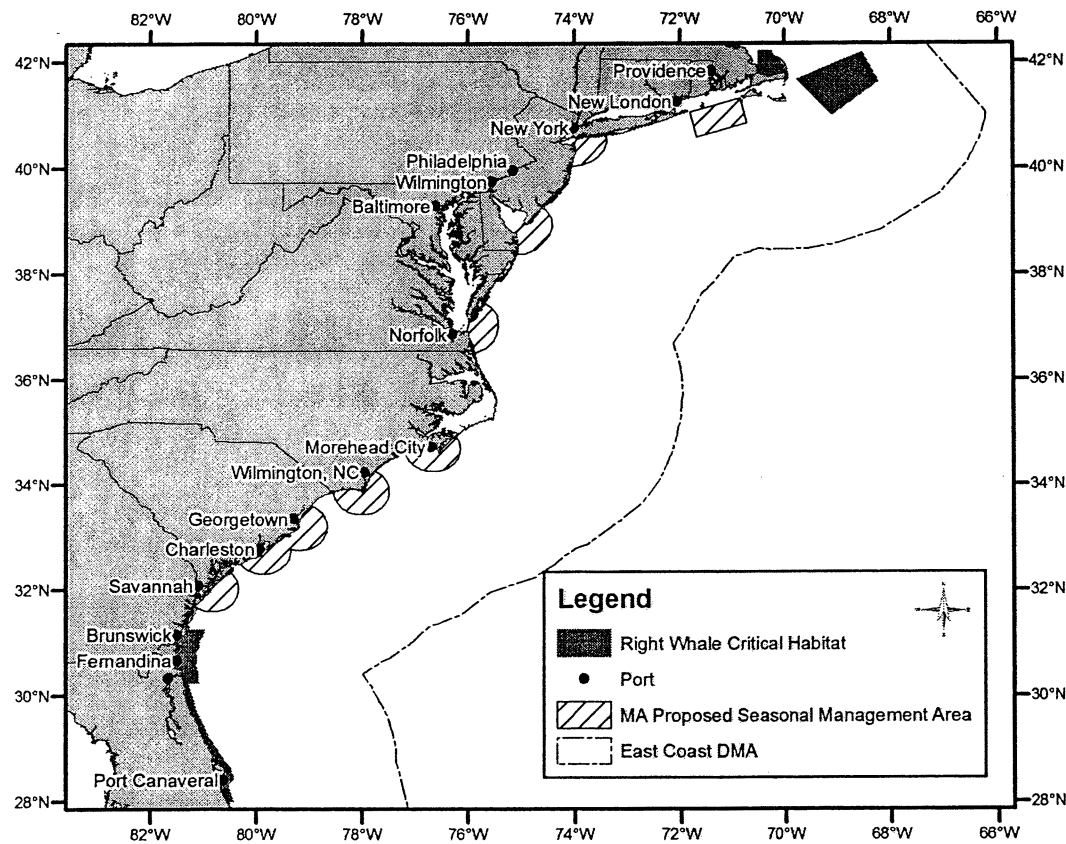 82°W 80°W 78°W 76°W 74°W 72°W 70°W 68°W 66°W
42°N 42°N
Providence
New London
New York
40°N 40°N
Philadelphia
Wilmington
Baltimore
38°N 38°N
Norfolk
36°N 36°N
Morehead City
Wilmington, NC
34°N 34°N
Georgetown
Charleston
Savannah
32°N 32°N
Legend
Brunswick
Right Whale Critical Habitat
Fernandina
Port
30°N 30°N
MA Proposed Seasonal Management Area
East Coast DMA
Port Canaveral
28°N 28°N
82°W 80°W 78°W 76°W 74°W 72°W 70°W 68°W 66°W